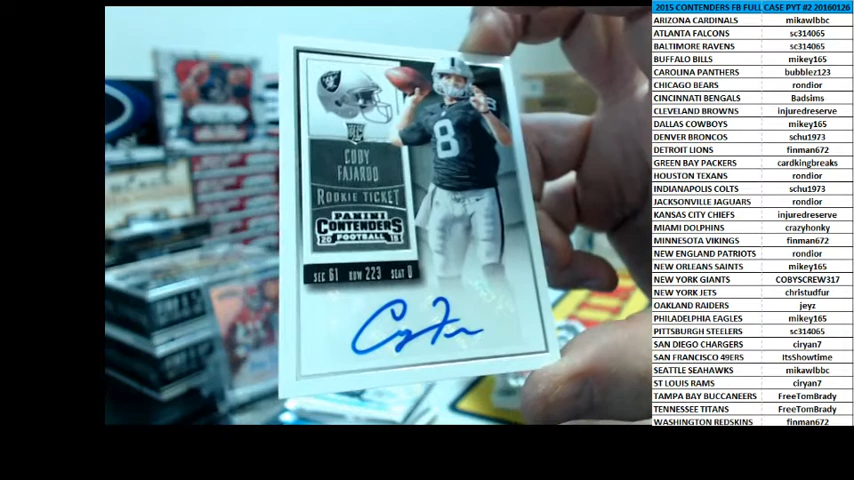 CODY
FAJARDO
ROOKIE TICKET
PANINI
CONTENDERS
2015
FOOTBALL
SEC 61 ROW 223 SEAT 0
8
RC
2015 CONTENDERS FB FULL CASE PYT #2 20160126
ARIZONA CARDINALS mikawlbbc
ATLANTA FALCONS sc314065
BALTIMORE RAVENS sc314065
BUFFALO BILLS mikey165
CAROLINA PANTHERS bubblez123
CHICAGO BEARS rondior
CINCINNATI BENGALS Badsims
CLEVELAND BROWNS injuredreserve
DALLAS COWBOYS mikey165
DENVER BRONCOS schu1973
DETROIT LIONS finman672
GREEN BAY PACKERS cardkingbreaks
HOUSTON TEXANS rondior
INDIANAPOLIS COLTS schu1973
JACKSONVILLE JAGUARS rondior
KANSAS CITY CHIEFS injuredreserve
MIAMI DOLPHINS crazyhonky
MINNESOTA VIKINGS finman672
NEW ENGLAND PATRIOTS rondior
NEW ORLEANS SAINTS mikey165
NEW YORK GIANTS COBYSCREW317
NEW YORK JETS christudfur
OAKLAND RAIDERS jeyz
PHILADELPHIA EAGLES mikey165
PITTSBURGH STEELERS sc314065
SAN DIEGO CHARGERS ciryan7
SAN FRANCISCO 49ERS ItsShowtime
SEATTLE SEAHAWKS mikawlbbc
ST LOUIS RAMS ciryan7
TAMPA BAY BUCCANEERS FreeTomBrady
TENNESSEE TITANS FreeTomBrady
WASHINGTON REDSKINS finman672